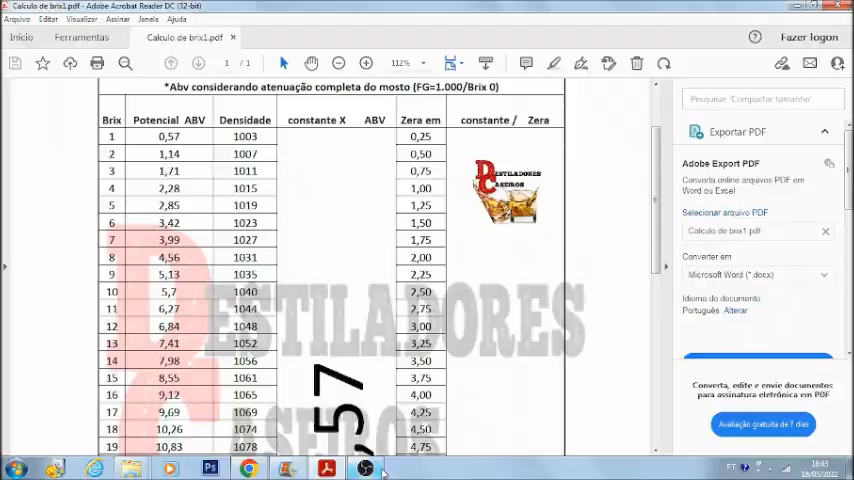 Calculo de brix1.pdf - Adobe Acrobat Reader DC (32-bit)
Arquivo Editar Visualizar Assinar Janela Ajuda
Início Ferramentas Calculo de brix1.pdf × Fazer logon
1 / 1 112%
*Abv considerando atenuação completa do mosto (FG=1.000/Brix 0)
Brix Potencial ABV Densidade constante X ABV Zera em constante / Zera
1 0,57 1003 0,25
2 1,14 1007 0,50
3 1,71 1011 0,75
4 2,28 1015 1,00
5 2,85 1019 1,25
6 3,42 1023 1,50
7 3,99 1027 1,75
8 4,56 1031 2,00
9 5,13 1035 2,25
10 5,7 1040 2,50
11 6,27 1044 2,75
12 6,84 1048 3,00
13 7,41 1052 3,25
14 7,98 1056 3,50
15 8,55 1061 3,75
16 9,12 1065 4,00
17 9,69 1069 4,25
18 10,26 1074 4,50
19 10,83 1078 4,75
,57
DESTILADORES
CASEIROS
DESTILADORES
ASEIROS
Pesquisar 'Compactar tamanho'
Exportar PDF
Adobe Export PDF
Converta online arquivos PDF em
Word ou Excel
Selecionar arquivo PDF
Calculo de brix1.pdf ×
Converter em
Microsoft Word (*.docx)
Idioma do documento
Português Alterar
Converta, edite e envie documentos
para assinatura eletrônica em PDF
Avaliação gratuita de 7 dias
Ps PT 18:43
18/05/2022